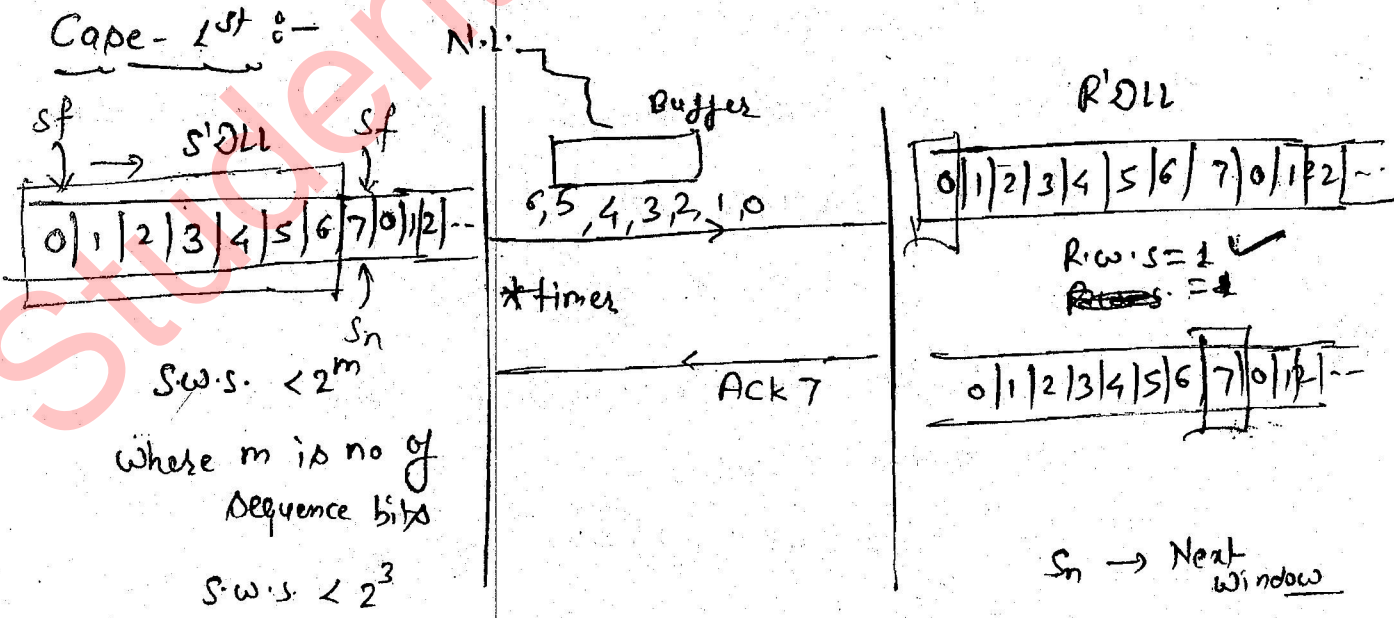 Case - 1st :-
N.L.
Buffer
R'DLL
Sf
S'DLL
Sf
0|1|2|3|4|5|6|7|0|1|2|--
6,5,4,3,2,1,0
0|1|2|3|4|5|6|7|0|1|2|--
*timer
R.W.S = 1 ✓
= 1
Sn
S.W.S. < 2^m
Ack 7
0|1|2|3|4|5|6|7|0|1|2|--
where m is no of
sequence bits
Sn → Next
window
S.W.S. < 2^3
Stude